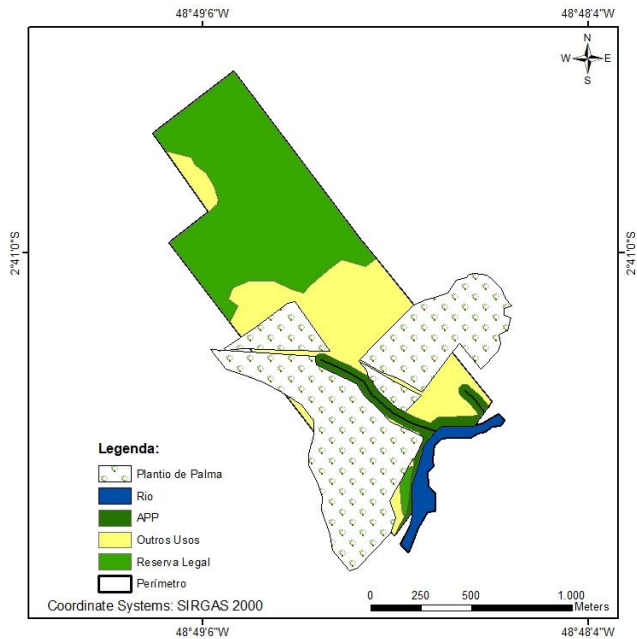 48°49'6"W 48°48'4"W
N
W E
S
2°41'0"S 2°41'0"S
Legenda:
Plantio de Palma
Rio
APP
Outros Usos
Reserva Legal
Perímetro
0 250 500 1.000
Meters
Coordinate Systems: SIRGAS 2000
48°49'6"W 48°48'4"W